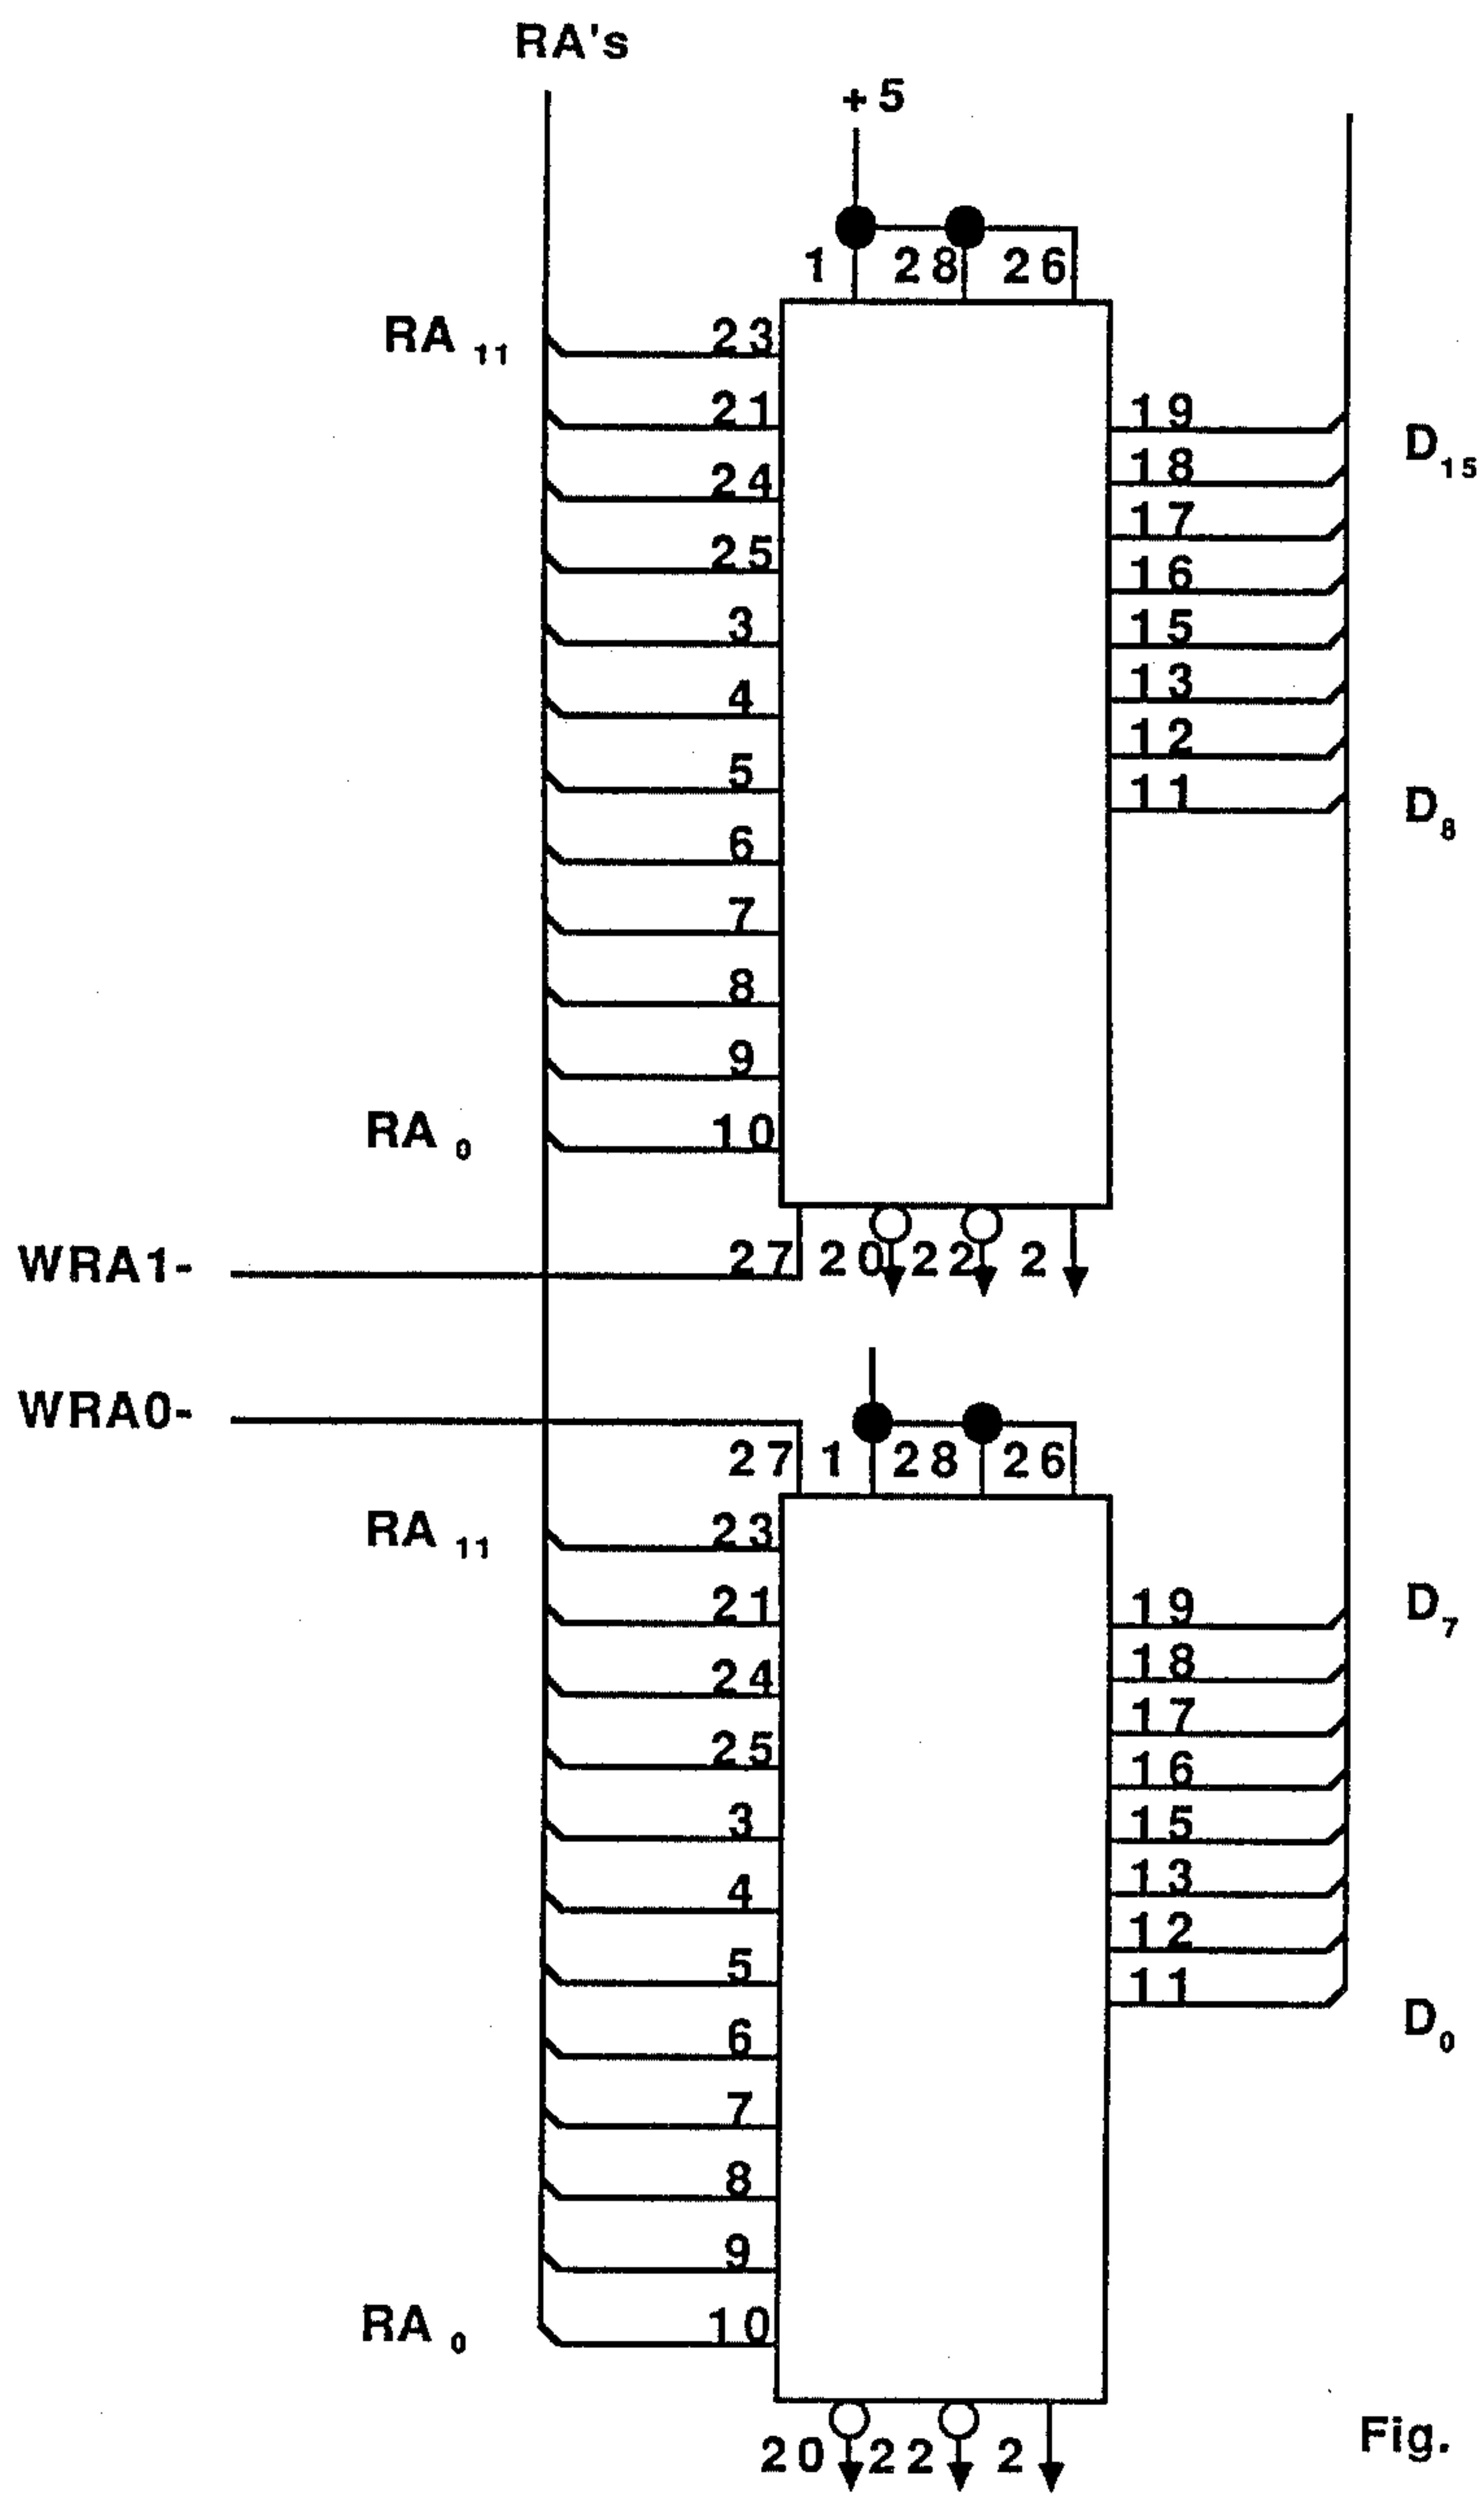 RA's
+5
1 28 26
RA 11 23
21
19 D15
24
18
17
25
16
3
15
4
13
12
5
11 D8
6
7
8
9
RA 0 10
WRA1- 27 20 22 2
WRA0- 27 1 28 26
RA 11 23
21
19 D7
24
18
17
25
16
3
15
4
13
12
5
11
D0
6
7
8
9
RA 0 10
20 22 2
Fig.